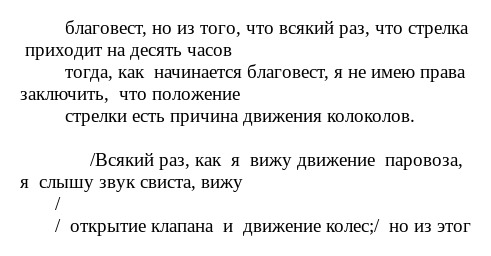 благовест, но из того, что всякий раз, что стрелка
приходит на десять часов
тогда, как начинается благовест, я не имею права
заключить, что положение
стрелки есть причина движения колоколов.
/Всякий раз, как я вижу движение паровоза,
я слышу звук свиста, вижу
/
/ открытие клапана и движение колес;/ но из этог